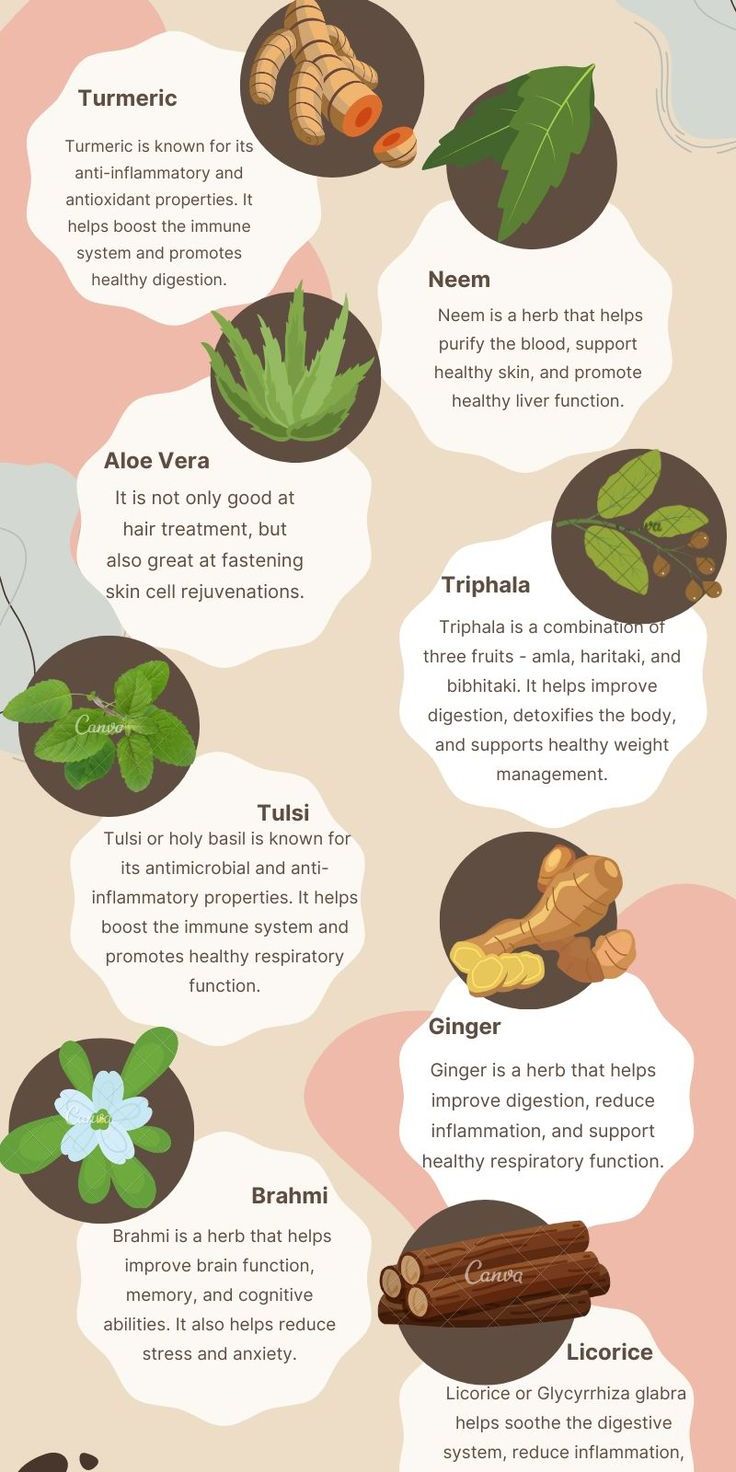 Turmeric
Turmeric is known for its
anti-inflammatory and
antioxidant properties. It
helps boost the immune
system and promotes
healthy digestion.
Neem
Neem is a herb that helps
purify the blood, support
healthy skin, and promote
healthy liver function.
Aloe Vera
It is not only good at
hair treatment, but
also great at fastening
skin cell rejuvenations.
Triphala
Triphala is a combination of
three fruits - amla, haritaki, and
bibhitaki. It helps improve
digestion, detoxifies the body,
and supports healthy weight
management.
Canva
Tulsi
Tulsi or holy basil is known for
its antimicrobial and anti-
inflammatory properties. It helps
boost the immune system and
promotes healthy respiratory
function.
Ginger
Ginger is a herb that helps
improve digestion, reduce
inflammation, and support
healthy respiratory function.
Canva
Brahmi
Brahmi is a herb that helps
improve brain function,
memory, and cognitive
abilities. It also helps reduce
stress and anxiety.
Canva
Licorice
Licorice or Glycyrrhiza glabra
helps soothe the digestive
system, reduce inflammation,